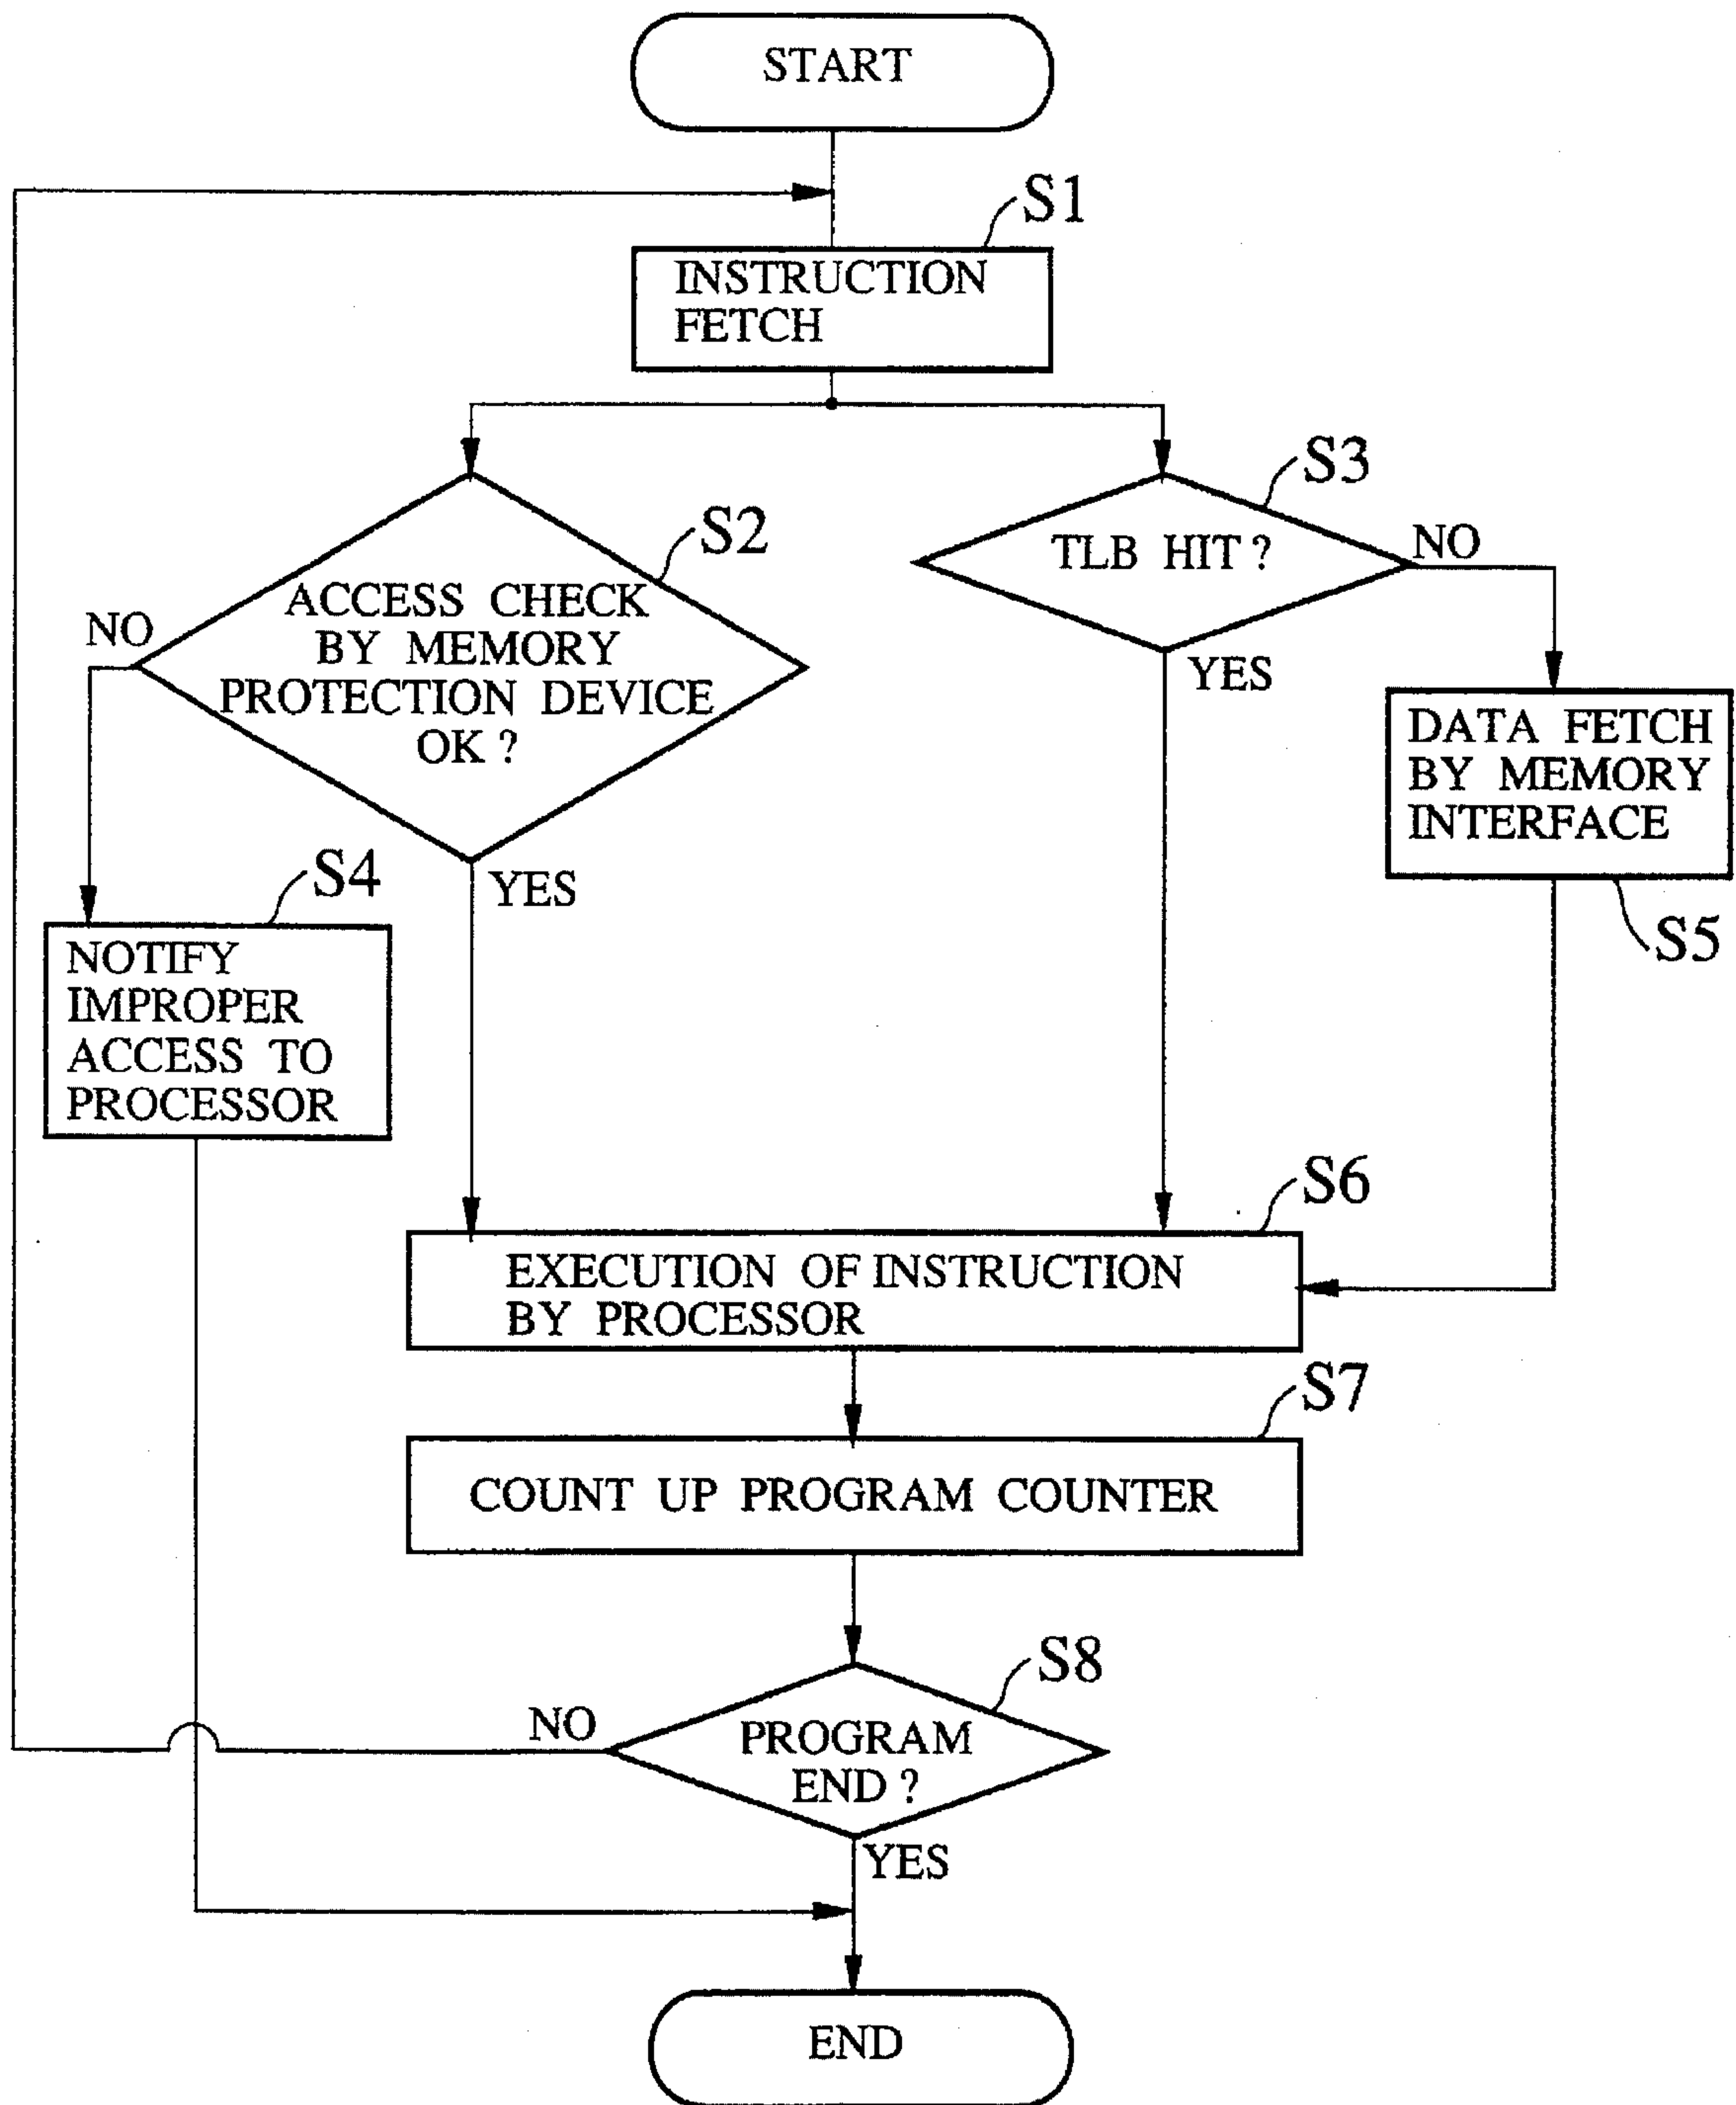 START
S1
INSTRUCTION
FETCH
S3
S2
TLB HIT?
NO
ACCESS CHECK
BY MEMORY
PROTECTION DEVICE
OK?
NO
YES
DATA FETCH
BY MEMORY
INTERFACE
S4
YES
S5
NOTIFY
IMPROPER
ACCESS TO
PROCESSOR
S6
EXECUTION OF INSTRUCTION
BY PROCESSOR
S7
COUNT UP PROGRAM COUNTER
S8
NO
PROGRAM
END?
YES
END